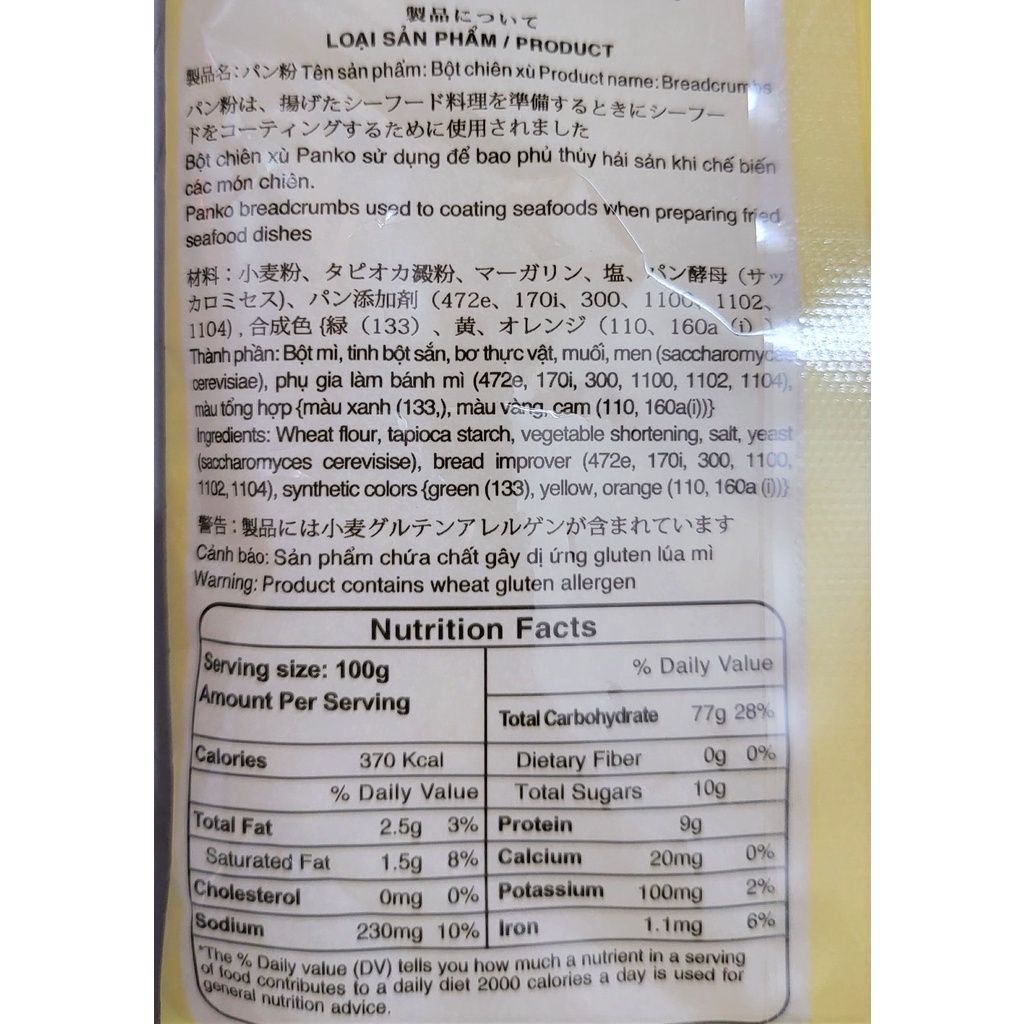 製品について
LOẠI SẢN PHẨM / PRODUCT
製品名：パン粉 Tên sản phẩm: Bột chiên xù Product name: Breadcrumbs
パン粉は、揚げたシーフード料理を準備するときにシーフー
ドをコーティングするために使用されました
Bột chiên xù Panko sử dụng để bao phủ thủy hải sản khi chế biến
các món chiên.
Panko breadcrumbs used to coating seafoods when preparing fried
seafood dishes
材料：小麦粉、タピオカ澱粉、マーガリン、塩、パン酵母（サッ
カロミセス)、パン添加剤（472e、170i、300、1100、1102、
1104) , 合成色 {緑（133）、黄、オレンジ（110、160a（i））
Thành phần: Bột mì, tinh bột sắn, bơ thực vật, muối, men (saccharomyces
cerevisiae), phụ gia làm bánh mì (472e, 170i, 300, 1100, 1102, 1104),
màu tổng hợp {màu xanh (133,), màu vàng, cam (110, 160a(i))}
Ingredients: Wheat flour, tapioca starch, vegetable shortening, salt, yeast
(saccharomyces cerevisise), bread improver (472e, 170i, 300, 1100,
1102, 1104), synthetic colors {green (133), yellow, orange (110, 160a (i))}
警告：製品には小麦グルテンアレルゲンが含まれています
Cảnh báo: Sản phẩm chứa chất gây dị ứng gluten lúa mì
Warning: Product contains wheat gluten allergen
Nutrition Facts
Serving size: 100g
Amount Per Serving
Calories 370 Kcal
% Daily Value
Total Fat 2.5g 3%
Saturated Fat 1.5g 8%
Cholesterol 0mg 0%
Sodium 230mg 10%
% Daily Value
Total Carbohydrate 77g 28%
Dietary Fiber 0g 0%
Total Sugars 10g
Protein 9g
Calcium 20mg 0%
Potassium 100mg 2%
Iron 1.1mg 6%
*The % Daily value (DV) tells you how much a nutrient in a serving
of food contributes to a daily diet 2000 calories a day is used for
general nutrition advice.